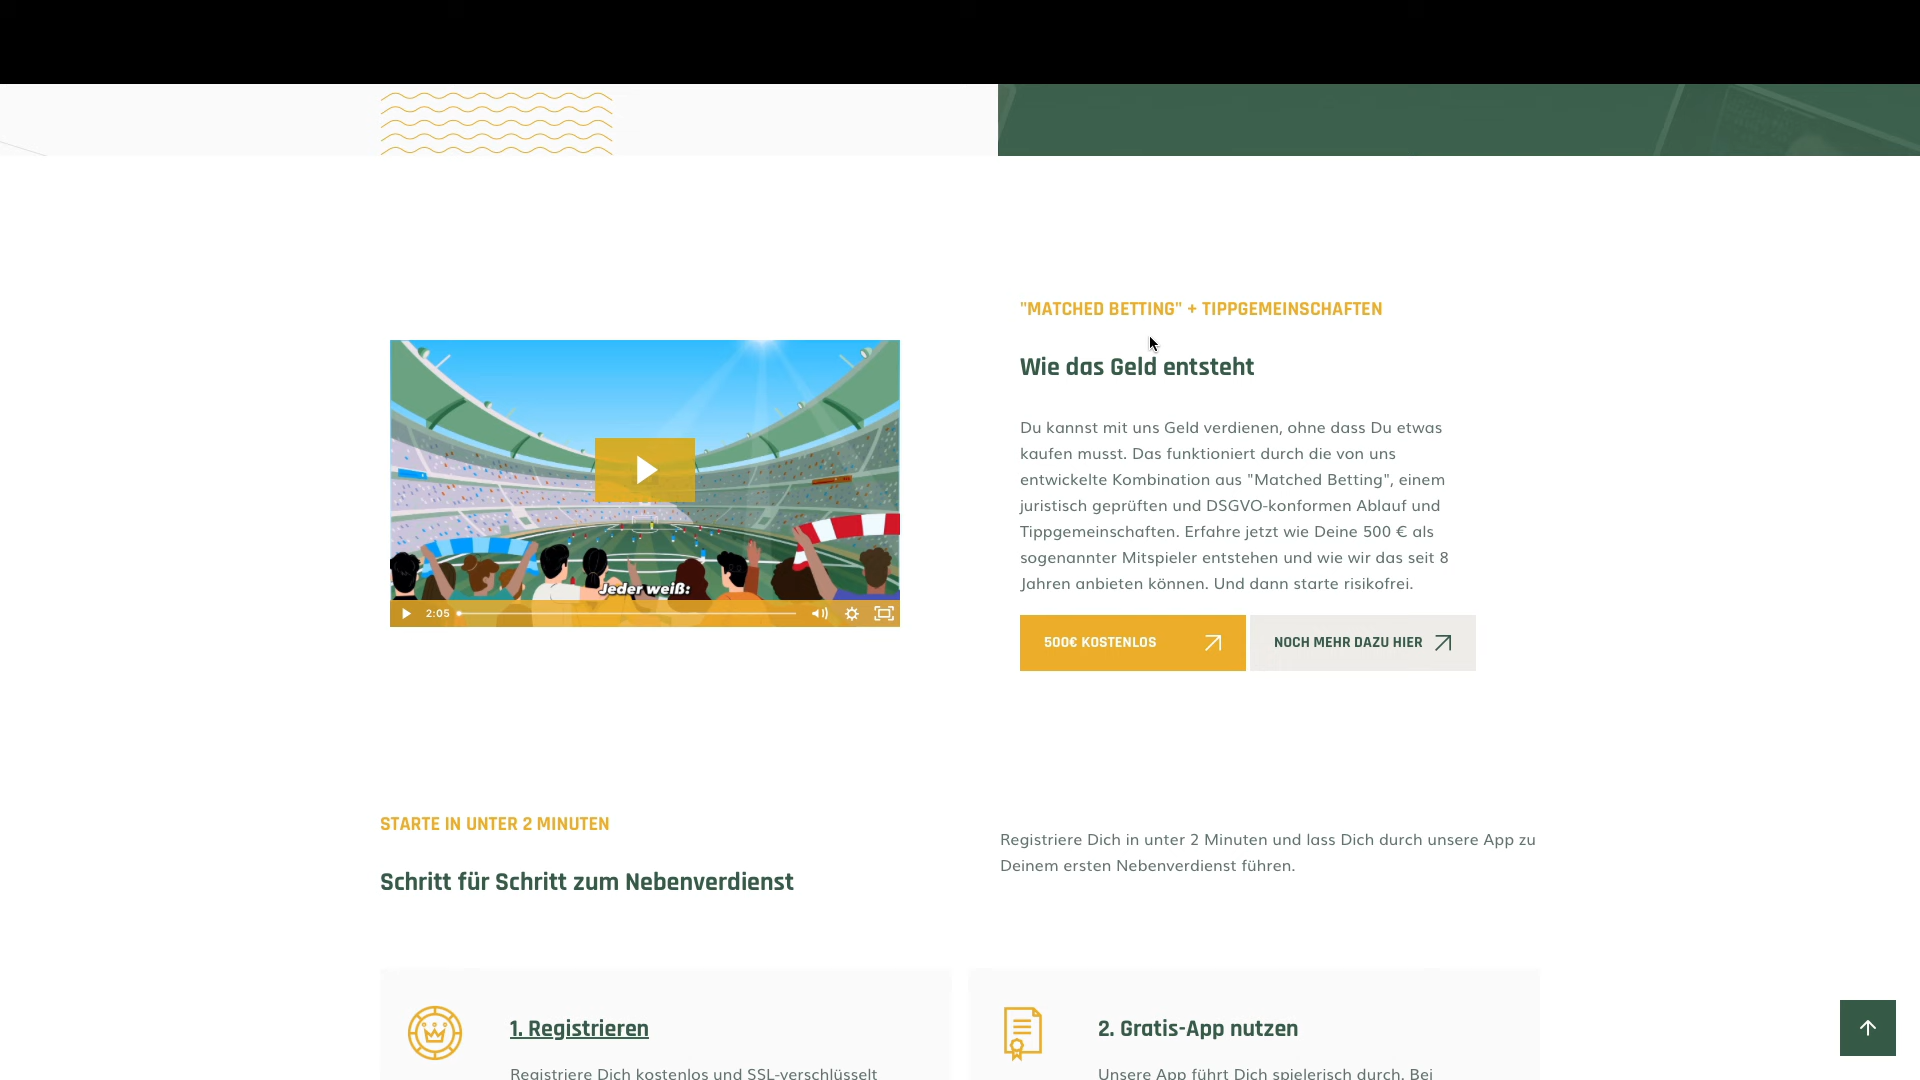 "MATCHED BETTING" + TIPPGEMEINSCHAFTEN
Wie das Geld entsteht
Du kannst mit uns Geld verdienen, ohne dass Du etwas
kaufen musst. Das funktioniert durch die von uns
entwickelte Kombination aus "Matched Betting", einem
juristisch geprüften und DSGVO-konformen Ablauf und
Tippgemeinschaften. Erfahre jetzt wie Deine 500 € als
sogenannter Mitspieler entstehen und wie wir das seit 8
Jahren anbieten können. Und dann starte risikofrei.
Jeder weiß:
2:05
500€ KOSTENLOS
NOCH MEHR DAZU HIER
STARTE IN UNTER 2 MINUTEN
Schritt für Schritt zum Nebenverdienst
Registriere Dich in unter 2 Minuten und lass Dich durch unsere App zu
Deinem ersten Nebenverdienst führen.
1. Registrieren
Registriere Dich kostenlos und SSL-verschlüsselt
2. Gratis-App nutzen
Unsere App führt Dich spielerisch durch. Bei